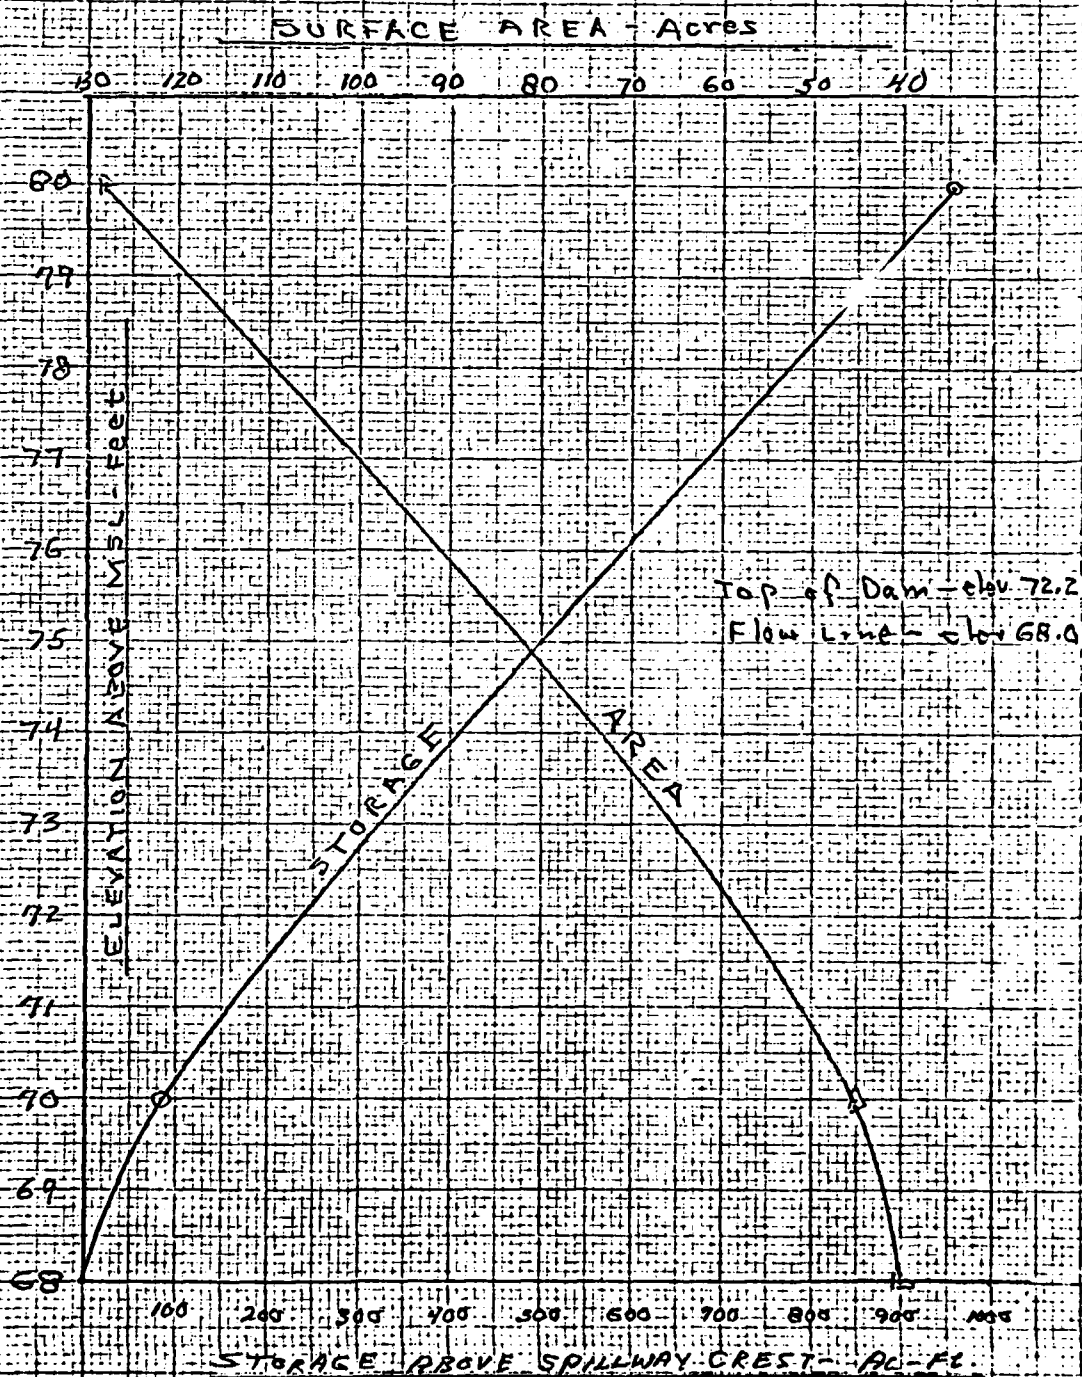 SURFACE AREA - Acres
130 120 110 100 90 80 70 60 50 40
80
79
78
77
76
75
74
73
72
71
70
69
68
ELEVATION ABOVE MSL - Feet
Top of Dam - elev 72.2
Flow Line - elev 68.0
STORAGE
AREA
100 200 300 400 500 600 700 800 900 1000
STORAGE ABOVE SPILLWAY CREST - AC-Ft.